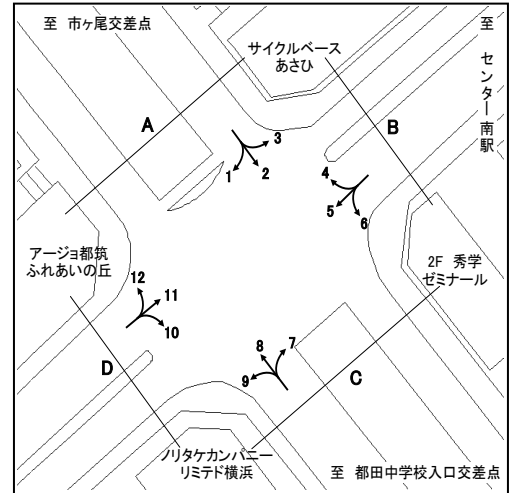 至 市ヶ尾交差点
サイクルベース
あさひ
至 センター南駅
A
B
3
1
2
4
5
6
アージョ都筑
ふれあいの丘
2F 秀学
ゼミナール
12
11
10
8
7
9
D
C
ノリタケカンパニー
リミテド横浜
至 都田中学校入口交差点